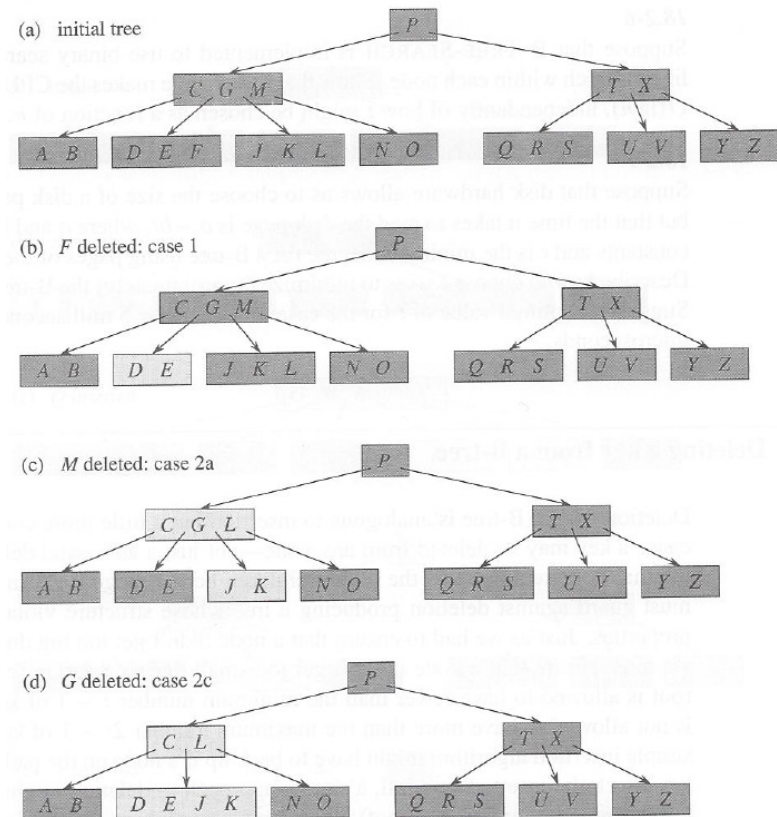 (a) initial tree
P
C G M
T X
A B D E F J K L N O Q R S U V Y Z
(b) F deleted: case 1
P
C G M
T X
A B D E J K L N O Q R S U V Y Z
(c) M deleted: case 2a
P
C G L
T X
A B D E J K N O Q R S U V Y Z
(d) G deleted: case 2c
P
C L
T X
A B D E J K N O Q R S U V Y Z